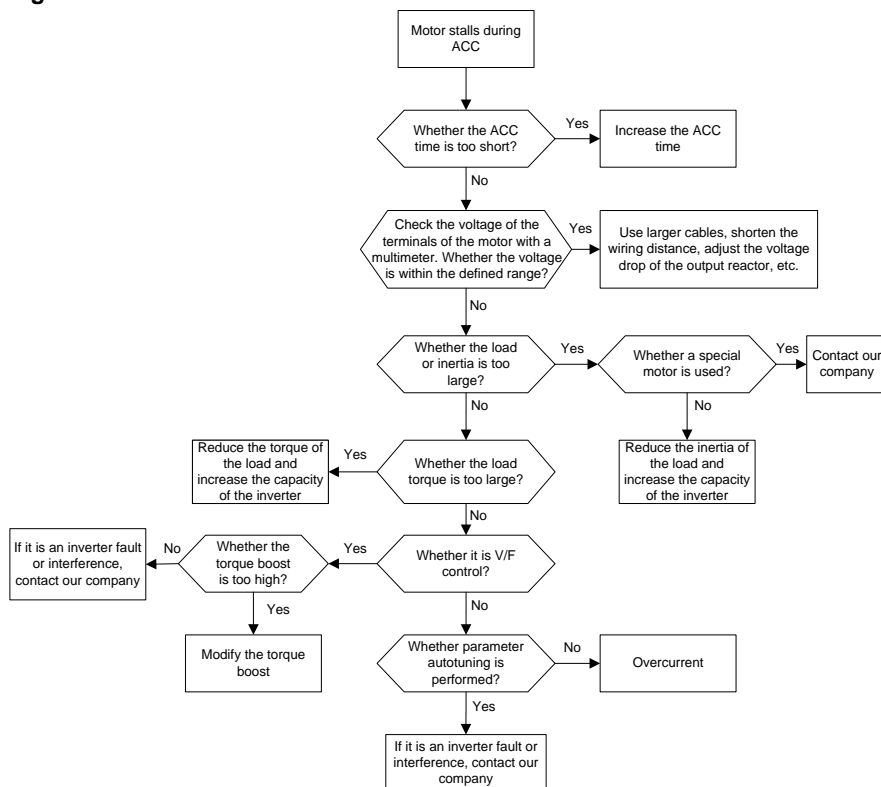 Motor stalls during
ACC
Whether the ACC
time is too short?
Yes
Increase the ACC
time
No
Check the voltage of the
terminals of the motor with a
multimeter. Whether the voltage
is within the defined range?
Yes
Use larger cables, shorten the
wiring distance, adjust the voltage
drop of the output reactor, etc.
No
Whether the load
or inertia is too
large?
Yes
Whether a special
motor is used?
Yes
Contact our
company
No
No
Reduce the inertia of
the load and
increase the capacity
of the inverter
Whether the load
torque is too large?
Yes
Reduce the torque of
the load and
increase the capacity
of the inverter
No
Whether it is V/F
control?
Yes
Whether the
torque boost
is too high?
No
If it is an inverter fault
or interference,
contact our company
Yes
Modify the torque
boost
No
Whether parameter
autotuning is
performed?
No
Overcurrent
Yes
If it is an inverter fault or
interference, contact our
company